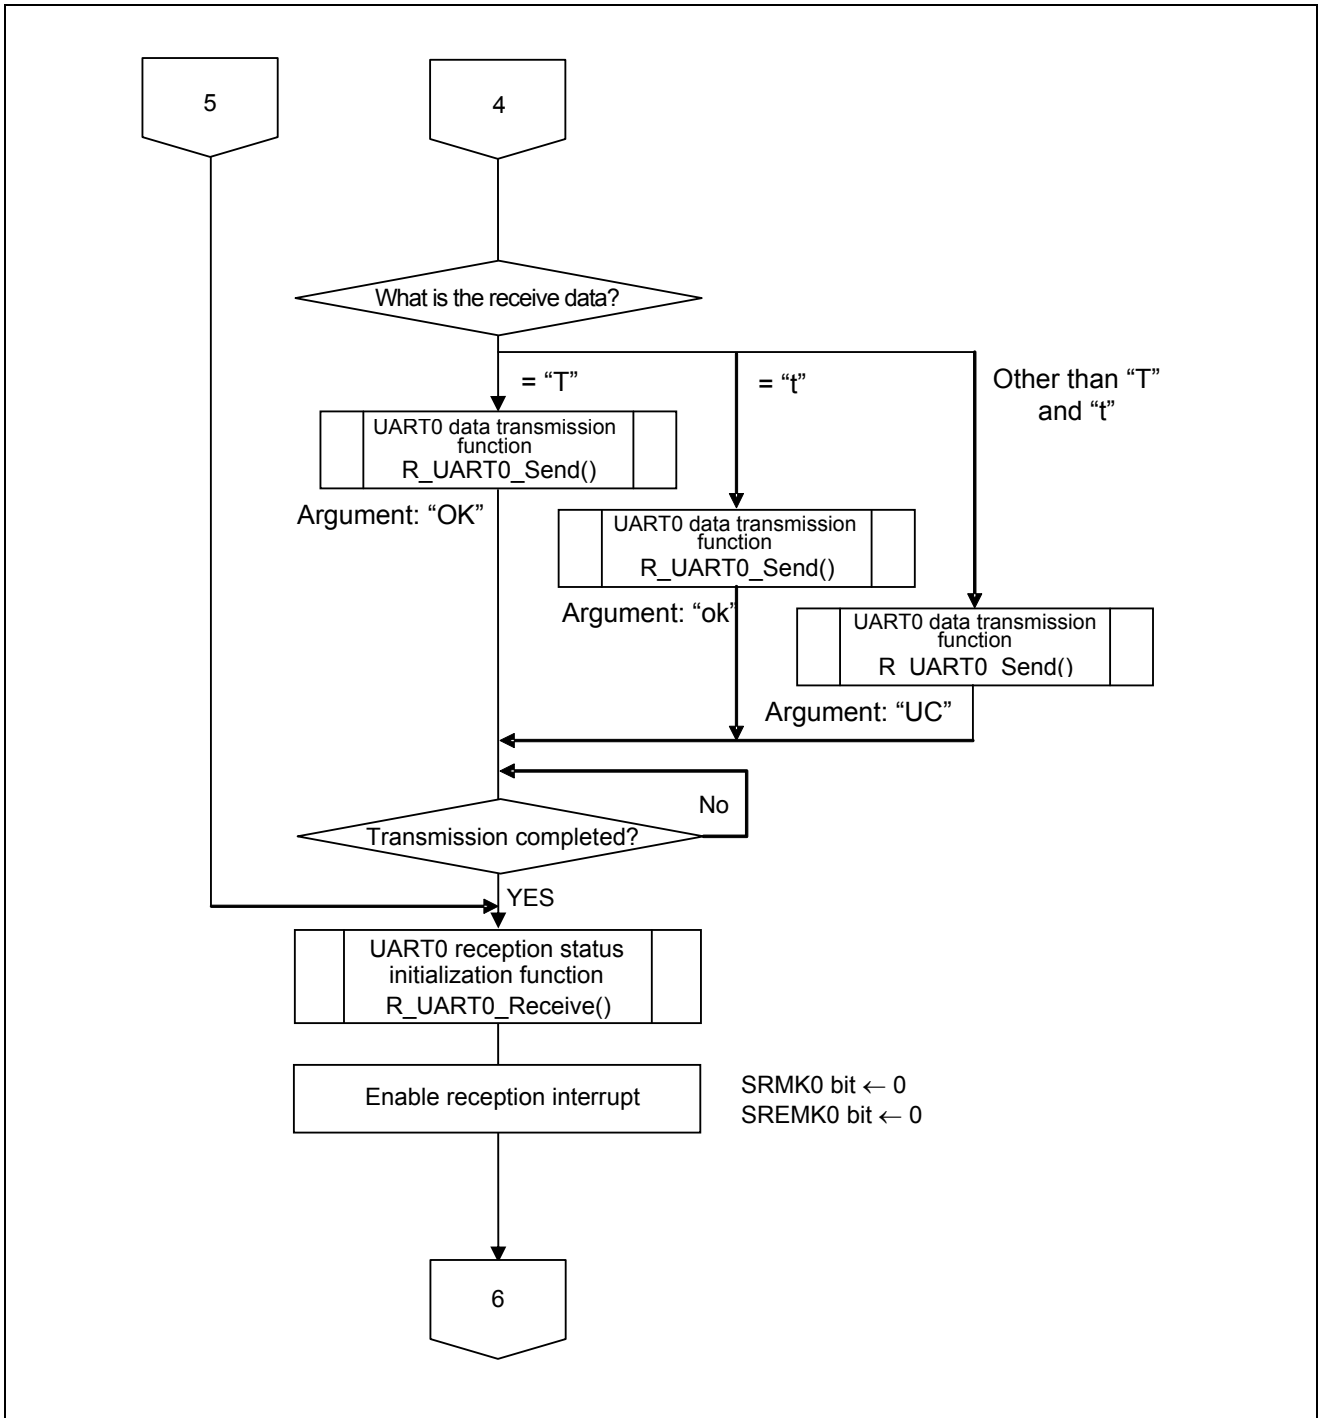 5
4
What is the receive data?
= “T”
= “t”
Other than “T”
and “t”
UART0 data transmission
function
R_UART0_Send()
Argument: “OK”
UART0 data transmission
function
R_UART0_Send()
Argument: “ok”
UART0 data transmission
function
R_UART0_Send()
Argument: “UC”
No
Transmission completed?
YES
UART0 reception status
initialization function
R_UART0_Receive()
Enable reception interrupt
SRMK0 bit ← 0
SREMK0 bit ← 0
6